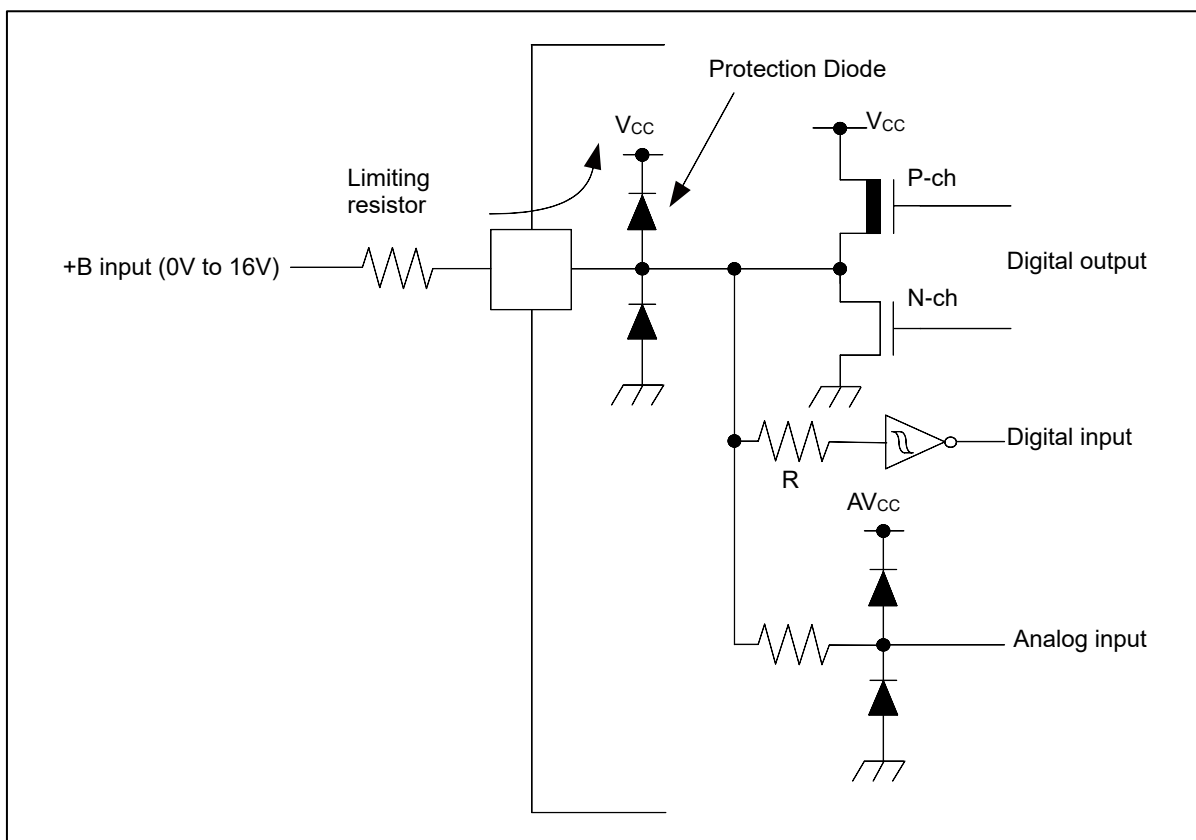 Protection Diode
VCC
VCC
Limiting
resistor
P-ch
+B input (0V to 16V)
Digital output
N-ch
Digital input
R
AVCC
Analog input